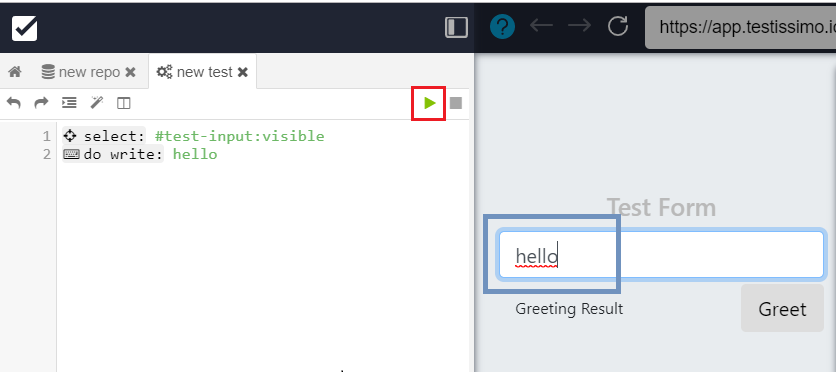 ? https://app.testissimo.io
new repo new test
1 select: #test-input:visible
2 do write: hello
Test Form
hello
Greeting Result Greet